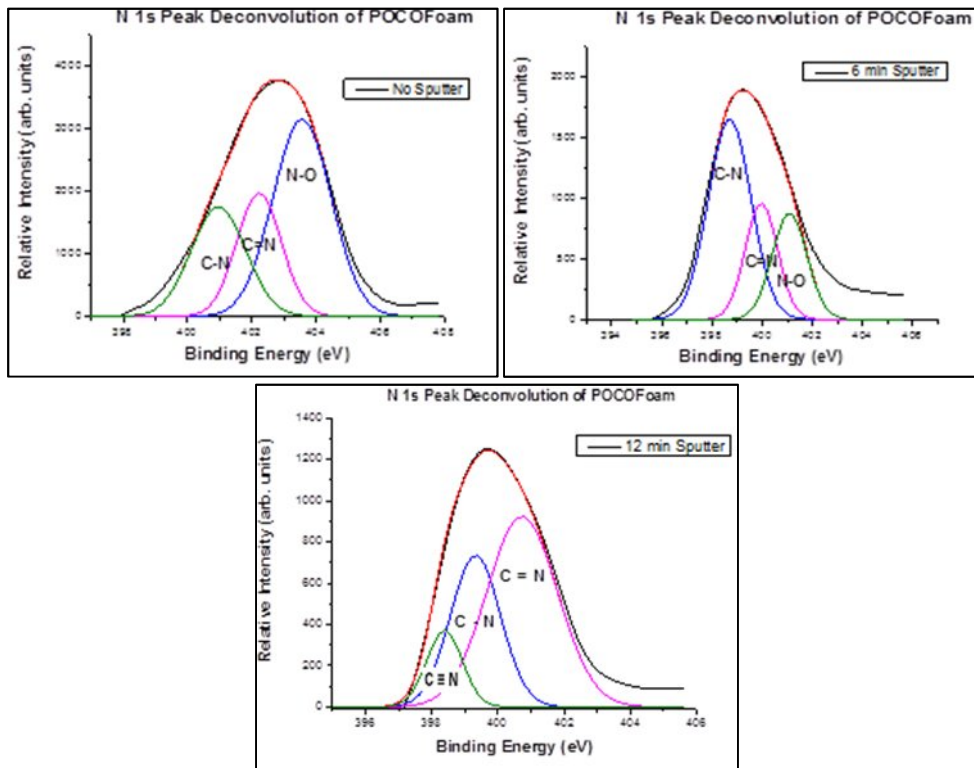 N 1s Peak Deconvolution of POCOFoam
No Sputter
Relative Intensity (arb. units)
4000
3000
2000
1000
0
N-O
C=N
C-N
398
400
402
404
406
408
Binding Energy (eV)
N 1s Peak Deconvolution of POCOFoam
6 min Sputter
Relative Intensity (arb. units)
2000
1500
1000
500
0
C-N
C=N
N-O
394
396
398
400
402
404
406
Binding Energy (eV)
N 1s Peak Deconvolution of POCOFoam
12 min Sputter
Relative Intensity (arb. units)
1400
1200
1000
800
600
400
200
0
C = N
C - N
C≡N
396
398
400
402
404
406
Binding Energy (eV)